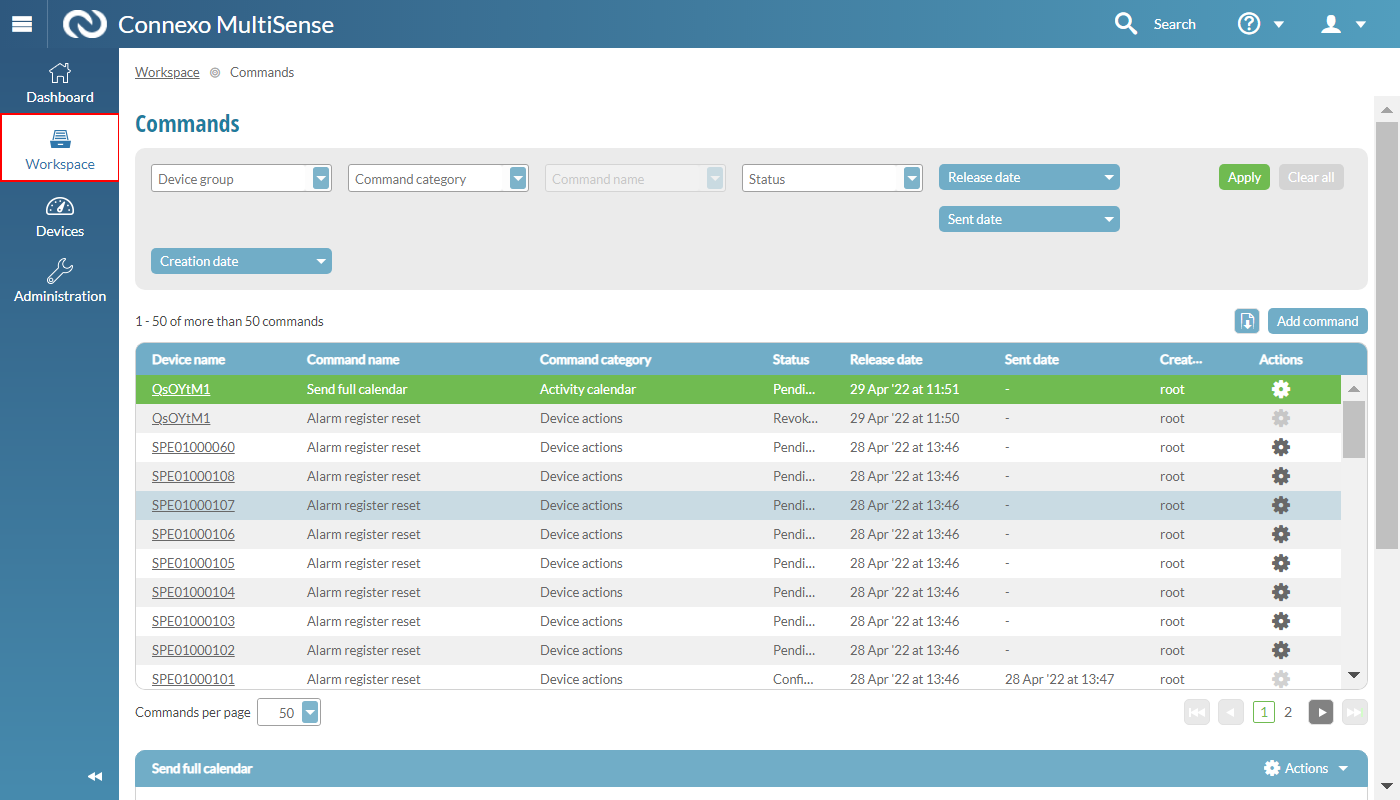 Connexo MultiSense
Search
Dashboard
Workspace
Devices
Administration
Workspace Commands
Commands
Device group Command category Command name Status Release date Apply Clear all
Sent date
Creation date
1 - 50 of more than 50 commands
Add command
Device name Command name Command category Status Release date Sent date Creat... Actions
QsOYtM1 Send full calendar Activity calendar Pendi... 29 Apr '22 at 11:51 - root
QsOYtM1 Alarm register reset Device actions Revok... 29 Apr '22 at 11:50 - root
SPE01000060 Alarm register reset Device actions Pendi... 28 Apr '22 at 13:46 - root
SPE01000108 Alarm register reset Device actions Pendi... 28 Apr '22 at 13:46 - root
SPE01000107 Alarm register reset Device actions Pendi... 28 Apr '22 at 13:46 - root
SPE01000106 Alarm register reset Device actions Pendi... 28 Apr '22 at 13:46 - root
SPE01000105 Alarm register reset Device actions Pendi... 28 Apr '22 at 13:46 - root
SPE01000104 Alarm register reset Device actions Pendi... 28 Apr '22 at 13:46 - root
SPE01000103 Alarm register reset Device actions Pendi... 28 Apr '22 at 13:46 - root
SPE01000102 Alarm register reset Device actions Pendi... 28 Apr '22 at 13:46 - root
SPE01000101 Alarm register reset Device actions Confi... 28 Apr '22 at 13:46 28 Apr '22 at 13:47 root
Commands per page 50
1 2
Send full calendar
Actions